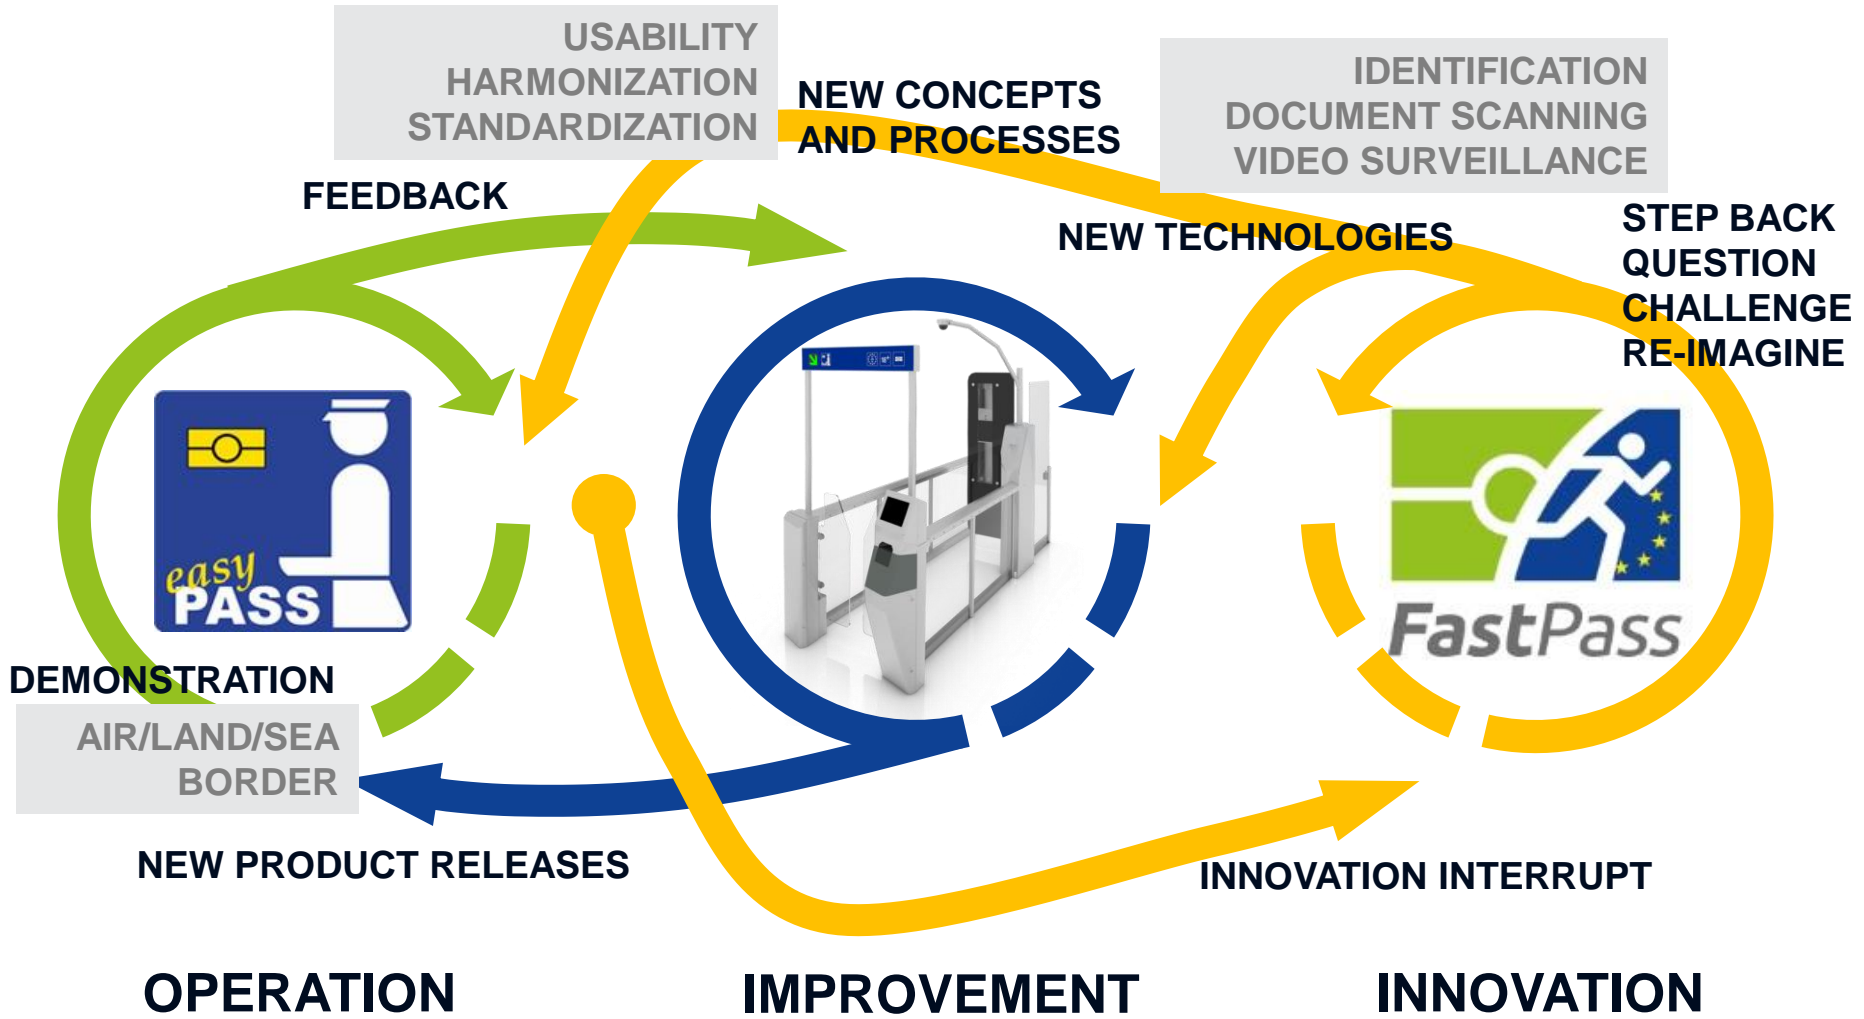 USABILITY
HARMONIZATION
STANDARDIZATION
NEW CONCEPTS
AND PROCESSES
IDENTIFICATION
DOCUMENT SCANNING
VIDEO SURVEILLANCE
FEEDBACK
NEW TECHNOLOGIES
STEP BACK
QUESTION
CHALLENGE
RE-IMAGINE
easy
PASS
FastPass
DEMONSTRATION
AIR/LAND/SEA
BORDER
NEW PRODUCT RELEASES
INNOVATION INTERRUPT
OPERATION
IMPROVEMENT
INNOVATION